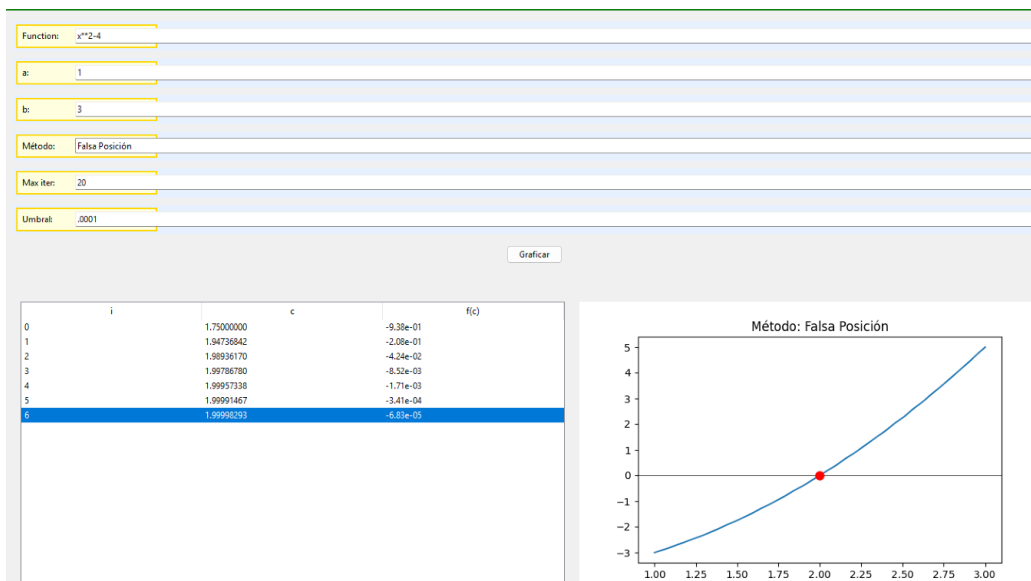 Function: x**2-4
a: 1
b: 3
Método: Falsa Posición
Max iter: 20
Umbral: .0001
Graficar
i c f(c)
0 1.75000000 -9.38e-01
1 1.94736842 -2.08e-01
2 1.98936170 -4.24e-02
3 1.99786780 -8.52e-03
4 1.99957338 -1.71e-03
5 1.99991467 -3.41e-04
6 1.99998293 -6.83e-05
Método: Falsa Posición
5
4
3
2
1
0
−1
−2
−3
1.00 1.25 1.50 1.75 2.00 2.25 2.50 2.75 3.00